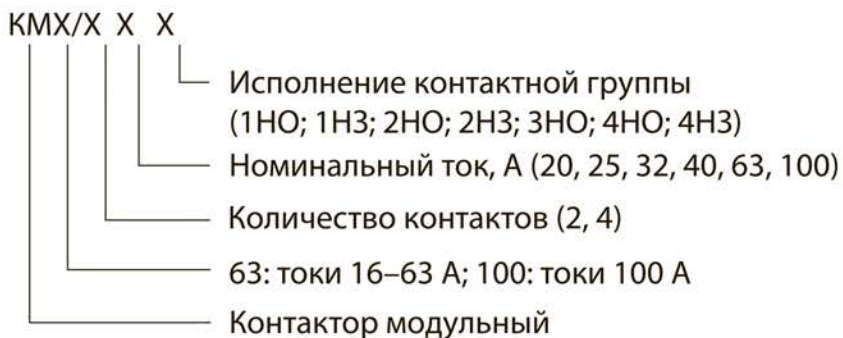 КМХ/Х Х Х
Исполнение контактной группы
(1НО; 1НЗ; 2НО; 2НЗ; 3НО; 4НО; 4НЗ)
Номинальный ток, А (20, 25, 32, 40, 63, 100)
Количество контактов (2, 4)
63: токи 16–63 А; 100: токи 100 А
Контактор модульный